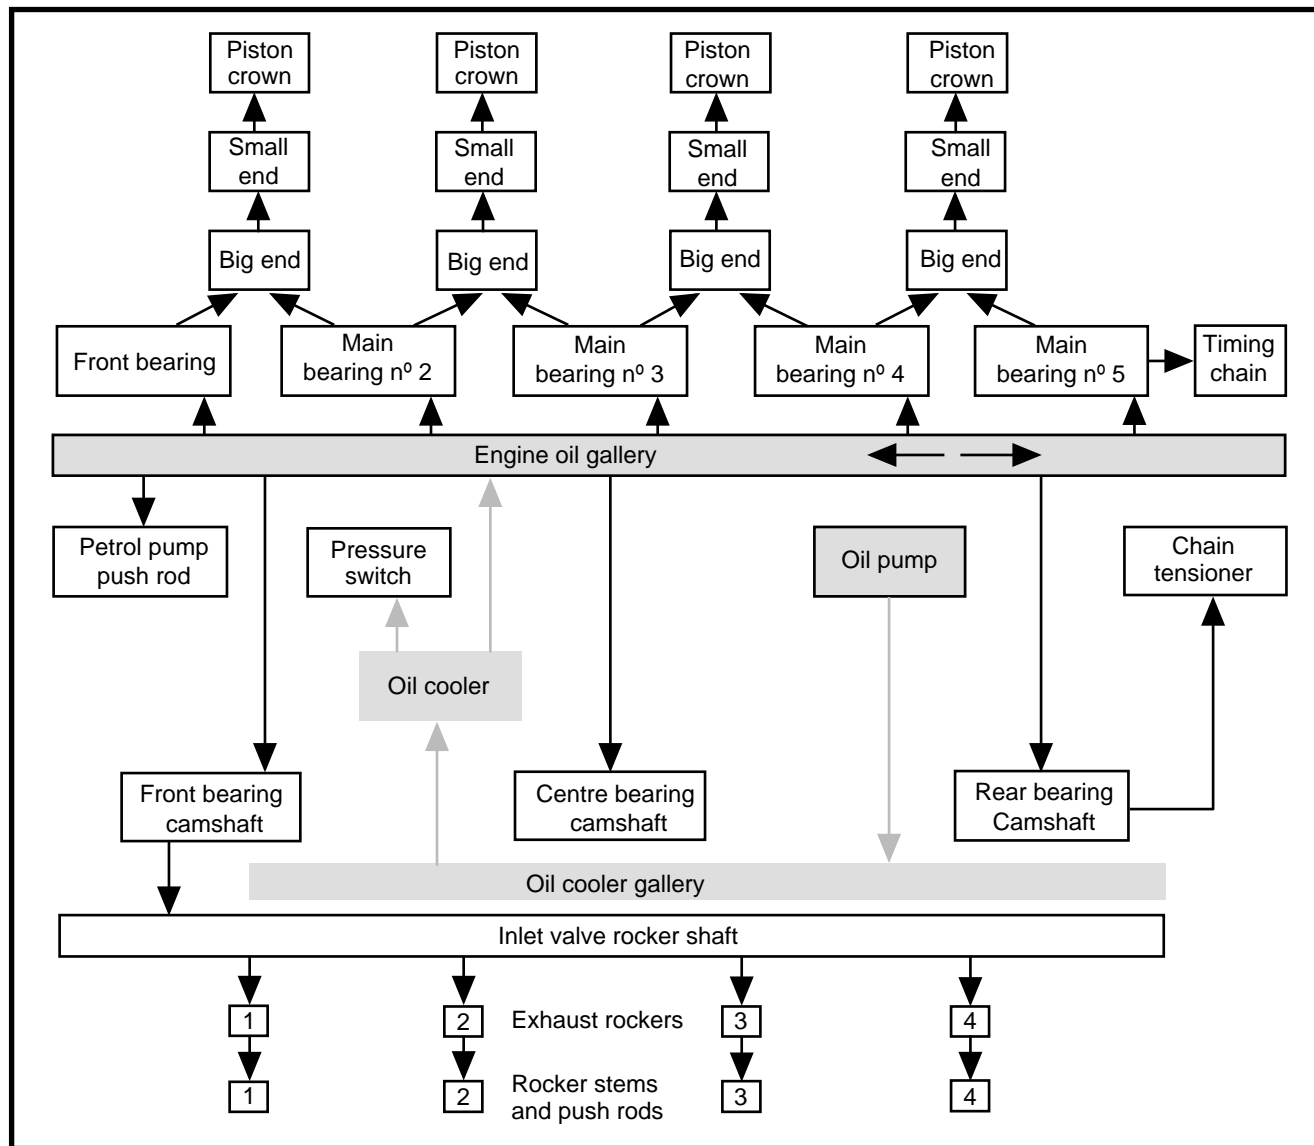 Piston
crown
Piston
crown
Piston
crown
Piston
crown
Small
end
Small
end
Small
end
Small
end
Big end
Big end
Big end
Big end
Front bearing
Main
bearing nº 2
Main
bearing nº 3
Main
bearing nº 4
Main
bearing nº 5
Timing
chain
Engine oil gallery
Petrol pump
push rod
Pressure
switch
Oil pump
Chain
tensioner
Oil cooler
Front bearing
camshaft
Centre bearing
camshaft
Rear bearing
Camshaft
Oil cooler gallery
Inlet valve rocker shaft
1
2
Exhaust rockers
3
4
1
2
Rocker stems
and push rods
3
4